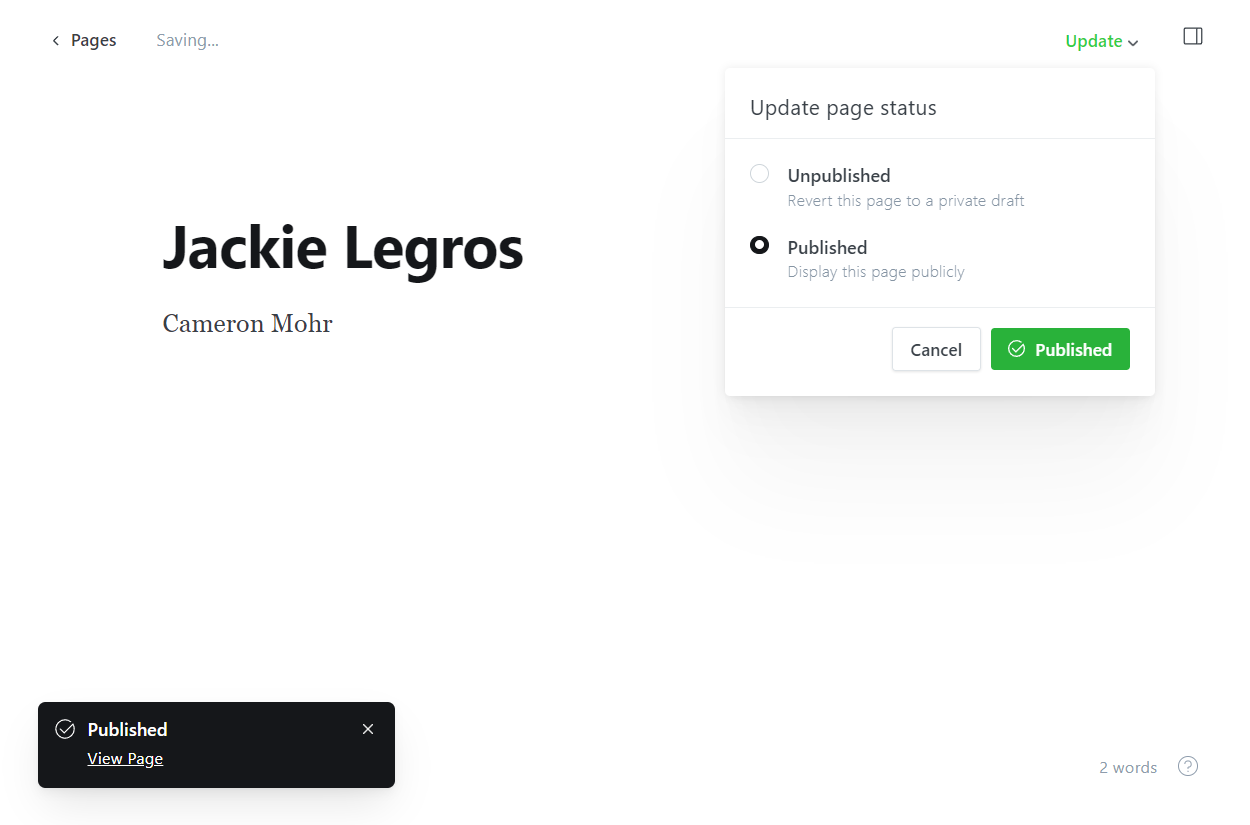 Pages
Saving...
Update
Update page status
Unpublished
Revert this page to a private draft
Published
Display this page publicly
Cancel
Published
Jackie Legros
Cameron Mohr
Published
View Page
2 words
?